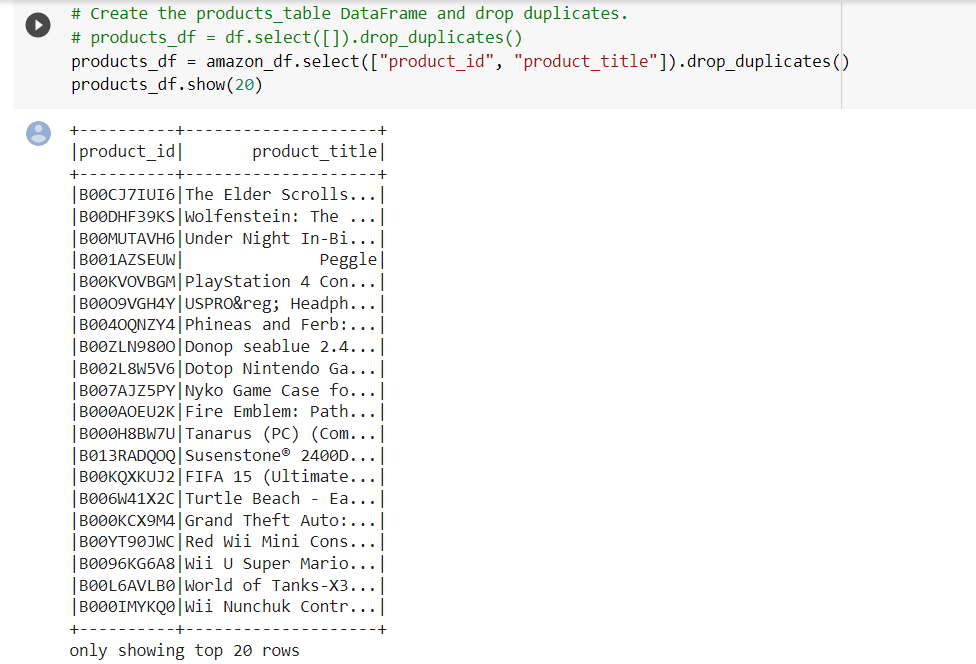 # Create the products_table DataFrame and drop duplicates.
# products_df = df.select([]).drop_duplicates()
products_df = amazon_df.select(["product_id", "product_title"]).drop_duplicates()
products_df.show(20)
+----------+--------------------+
|product_id|       product_title|
+----------+--------------------+
|B00CJ7IUI6|The Elder Scrolls...|
|B00DHF39KS|Wolfenstein: The ...|
|B00MUTAVH6|Under Night In-Bi...|
|B001AZSEUW|              Peggle|
|B00KVOVBGM|PlayStation 4 Con...|
|B00O9VGH4Y|USPRO&reg; Headph...|
|B004OQNZY4|Phineas and Ferb:...|
|B00ZLN980O|Donop seablue 2.4...|
|B002L8W5V6|Dotop Nintendo Ga...|
|B007AJZ5PY|Nyko Game Case fo...|
|B000AOEU2K|Fire Emblem: Path...|
|B000H8BW7U|Tanarus (PC) (Com...|
|B013RADQOQ|Susenstone® 2400D...|
|B00KQXKUJ2|FIFA 15 (Ultimate...|
|B006W41X2C|Turtle Beach - Ea...|
|B000KCX9M4|Grand Theft Auto:...|
|B00YT90JWC|Red Wii Mini Cons...|
|B0096KG6A8|Wii U Super Mario...|
|B00L6AVLB0|World of Tanks-X3...|
|B000IMYKQ0|Wii Nunchuk Contr...|
+----------+--------------------+
only showing top 20 rows